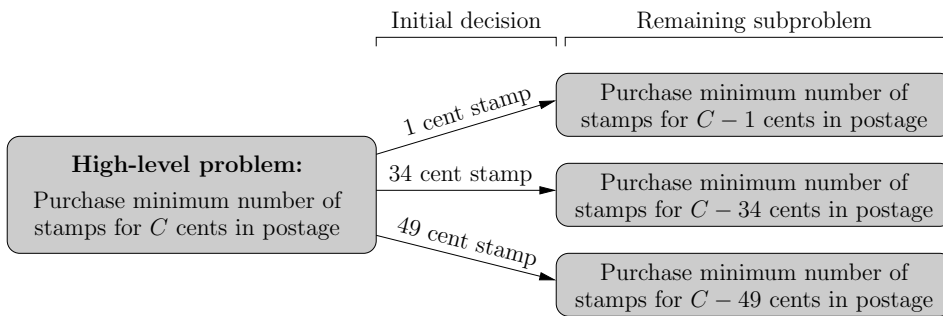 Initial decision
Remaining subproblem
High-level problem:
Purchase minimum number of
stamps for C cents in postage
1 cent stamp
34 cent stamp
49 cent stamp
Purchase minimum number of
stamps for C − 1 cents in postage
Purchase minimum number of
stamps for C − 34 cents in postage
Purchase minimum number of
stamps for C − 49 cents in postage